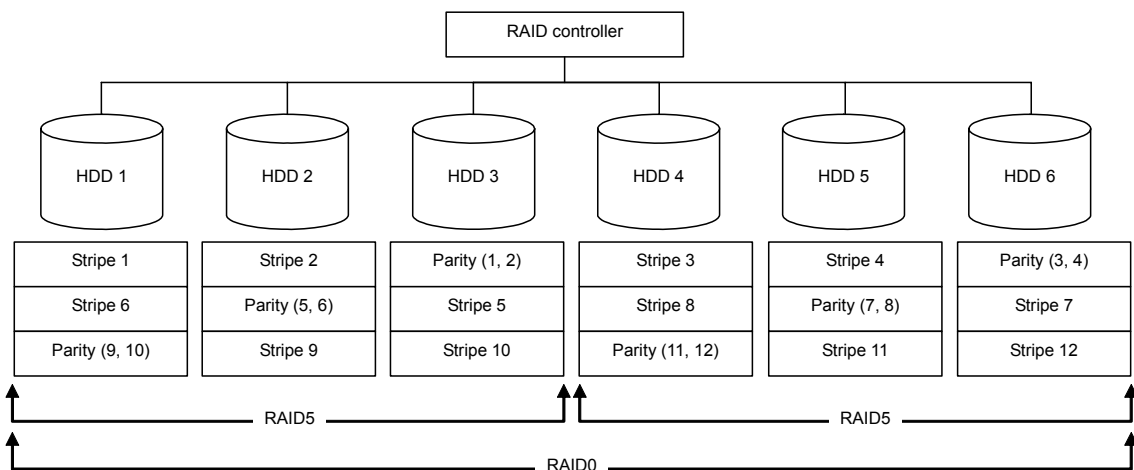 RAID controller
HDD 1
HDD 2
HDD 3
HDD 4
HDD 5
HDD 6
Stripe 1
Stripe 2
Parity (1, 2)
Stripe 3
Stripe 4
Parity (3, 4)
Stripe 6
Parity (5, 6)
Stripe 5
Stripe 8
Parity (7, 8)
Stripe 7
Parity (9, 10)
Stripe 9
Stripe 10
Parity (11, 12)
Stripe 11
Stripe 12
RAID5
RAID5
RAID0